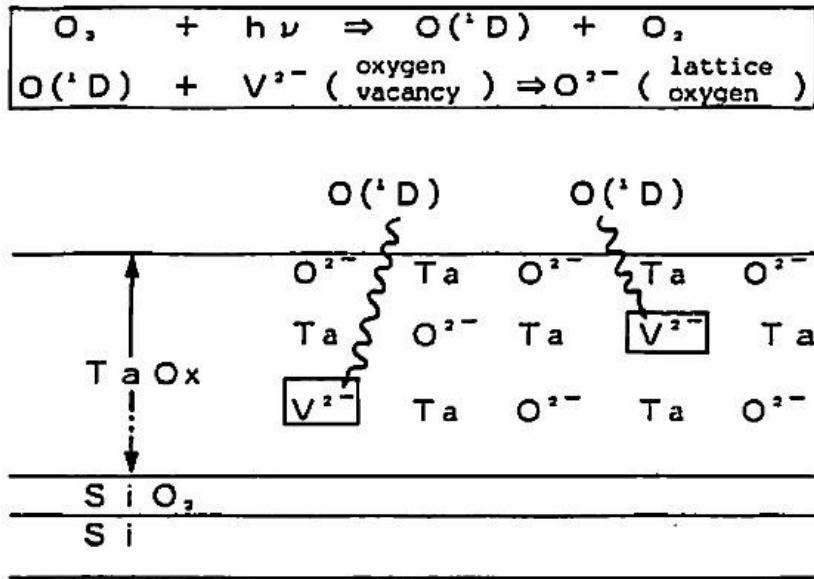 O₃ + hν ⇒ O(¹D) + O₂
O(¹D) + V²⁻ ( oxygen vacancy ) ⇒ O²⁻ ( lattice oxygen )
O(¹D) O(¹D)
O²⁻ Ta O²⁻ Ta O²⁻
Ta O²⁻ Ta V²⁻ Ta
TaOx
V²⁻ Ta O²⁻ Ta O²⁻
SiO₂
Si